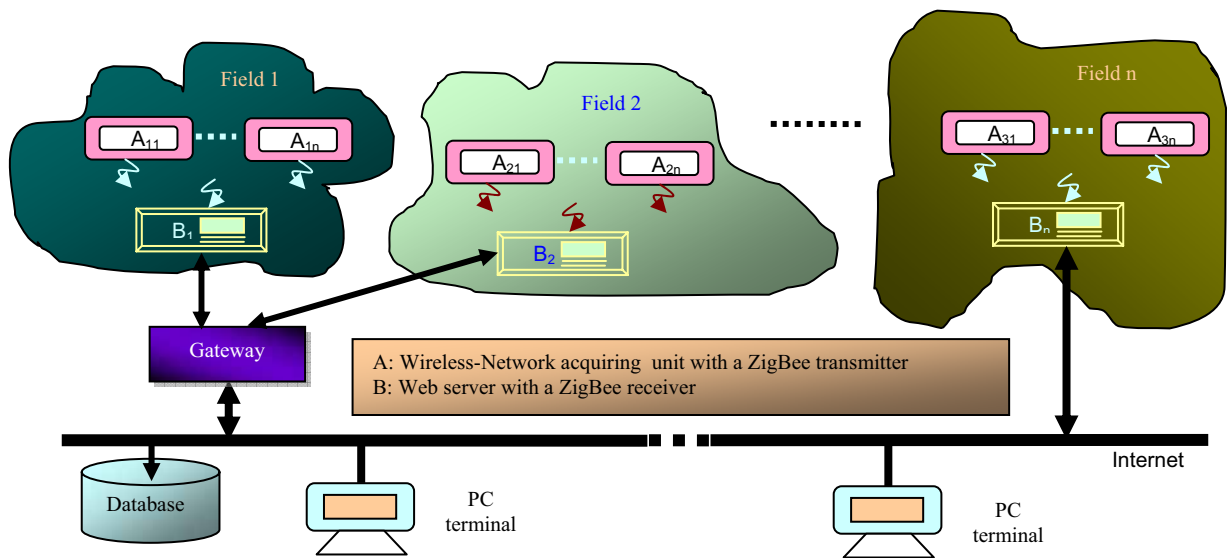 Field 1
Field 2
Field n
A11
A1n
A21
A2n
A31
A3n
B1
B2
Bn
Gateway
A: Wireless-Network acquiring unit with a ZigBee transmitter
B: Web server with a ZigBee receiver
Internet
Database
PC
terminal
PC
terminal